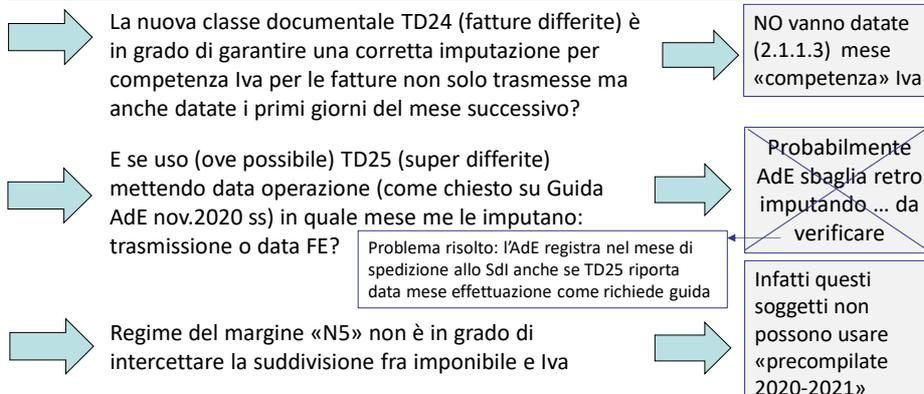 La nuova classe documentale TD24 (fatture differite) è
in grado di garantire una corretta imputazione per
competenza Iva per le fatture non solo trasmesse ma
anche datate i primi giorni del mese successivo?
NO vanno datate
(2.1.1.3) mese
«competenza» Iva
E se uso (ove possibile) TD25 (super differite)
mettendo data operazione (come chiesto su Guida
AdE nov.2020 ss) in quale mese me le imputano:
trasmissione o data FE?
Probabilmente
AdE sbaglia retro
imputando ... da
verificare
Problema risolto: l’AdE registra nel mese di
spedizione allo SdI anche se TD25 riporta
data mese effettuazione come richiede guida
Regime del margine «N5» non è in grado di
intercettare la suddivisione fra imponibile e Iva
Infatti questi
soggetti non
possono usare
«precompilate
2020-2021»